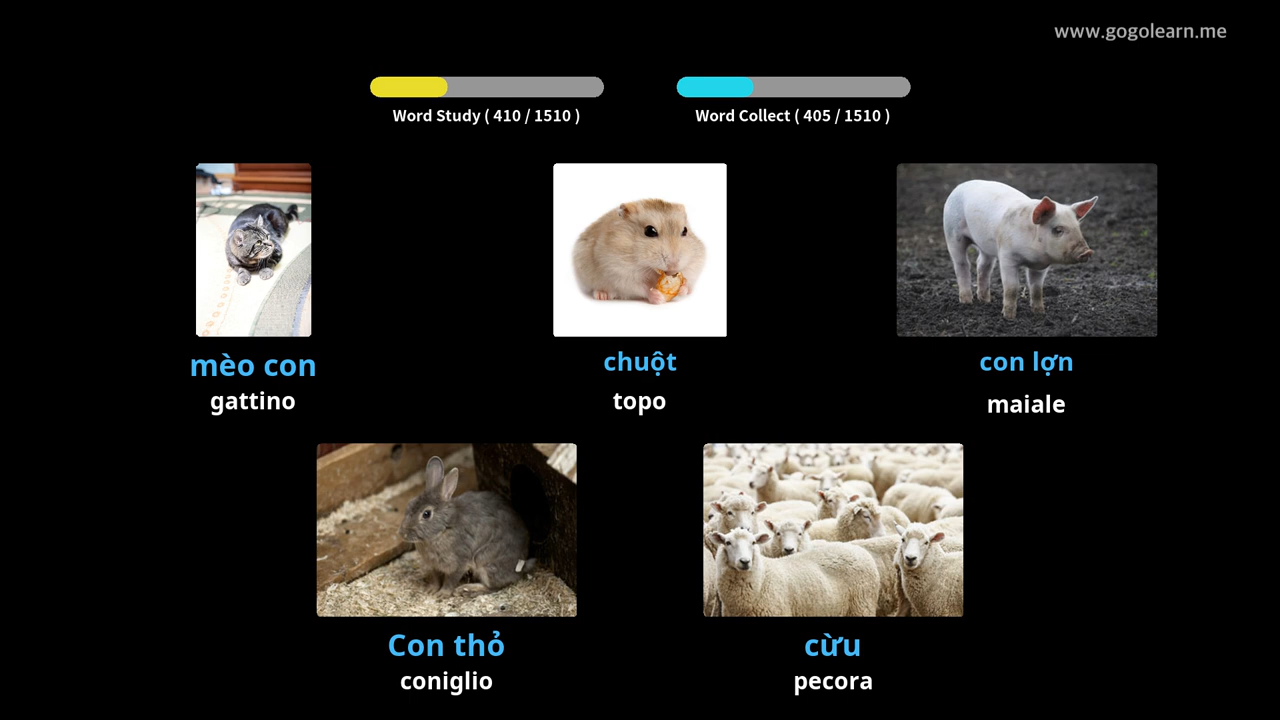 www.gogolearn.me
Word Study ( 410 / 1510 )
Word Collect ( 405 / 1510 )
mèo con
gattino
chuột
topo
con lợn
maiale
Con thỏ
coniglio
cừu
pecora